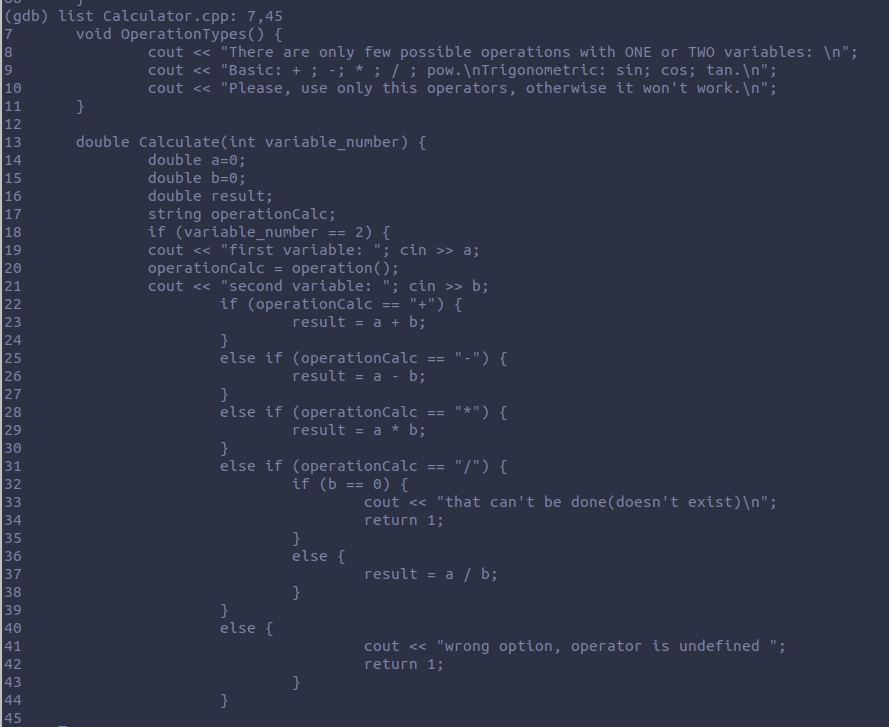 (gdb) list Calculator.cpp: 7,45
7 void OperationTypes() {
8 cout << "There are only few possible operations with ONE or TWO variables: \n";
9 cout << "Basic: + ; -; * ; / ; pow.\nTrigonometric: sin; cos; tan.\n";
10 cout << "Please, use only this operators, otherwise it won't work.\n";
11 }
12
13 double Calculate(int variable_number) {
14 double a=0;
15 double b=0;
16 double result;
17 string operationCalc;
18 if (variable_number == 2) {
19 cout << "first variable: "; cin >> a;
20 operationCalc = operation();
21 cout << "second variable: "; cin >> b;
22 if (operationCalc == "+") {
23 result = a + b;
24 }
25 else if (operationCalc == "-") {
26 result = a - b;
27 }
28 else if (operationCalc == "*") {
29 result = a * b;
30 }
31 else if (operationCalc == "/") {
32 if (b == 0) {
33 cout << "that can't be done(doesn't exist)\n";
34 return 1;
35 }
36 else {
37 result = a / b;
38 }
39 }
40 else {
41 cout << "wrong option, operator is undefined ";
42 return 1;
43 }
44 }
45